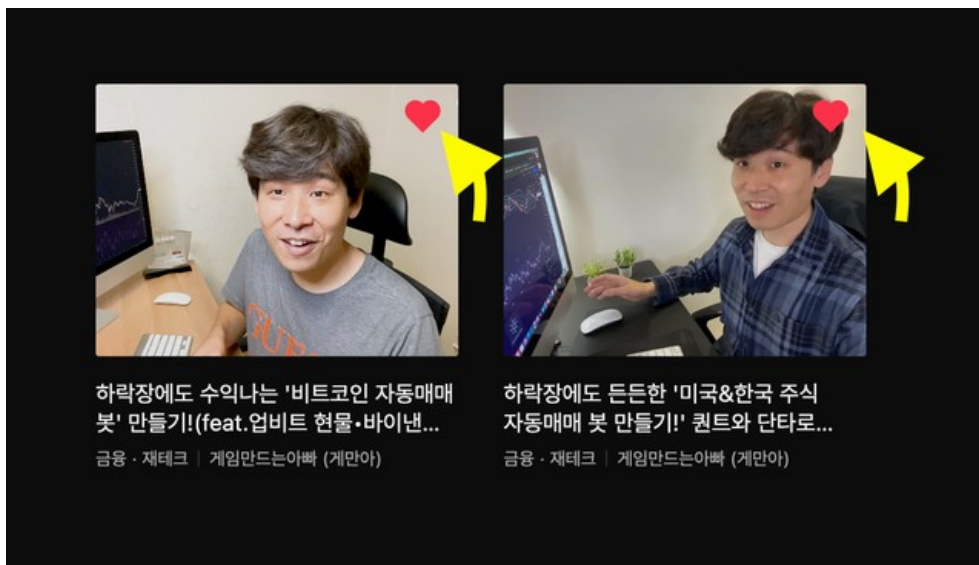 GUE
하락장에도 수익나는 '비트코인 자동매매
봇' 만들기!(feat.업비트 현물•바이낸...
금융 · 재테크 | 게임만드는아빠 (게만아)
하락장에도 든든한 '미국&한국 주식
자동매매 봇 만들기!' 퀀트와 단타로...
금융 · 재테크 | 게임만드는아빠 (게만아)